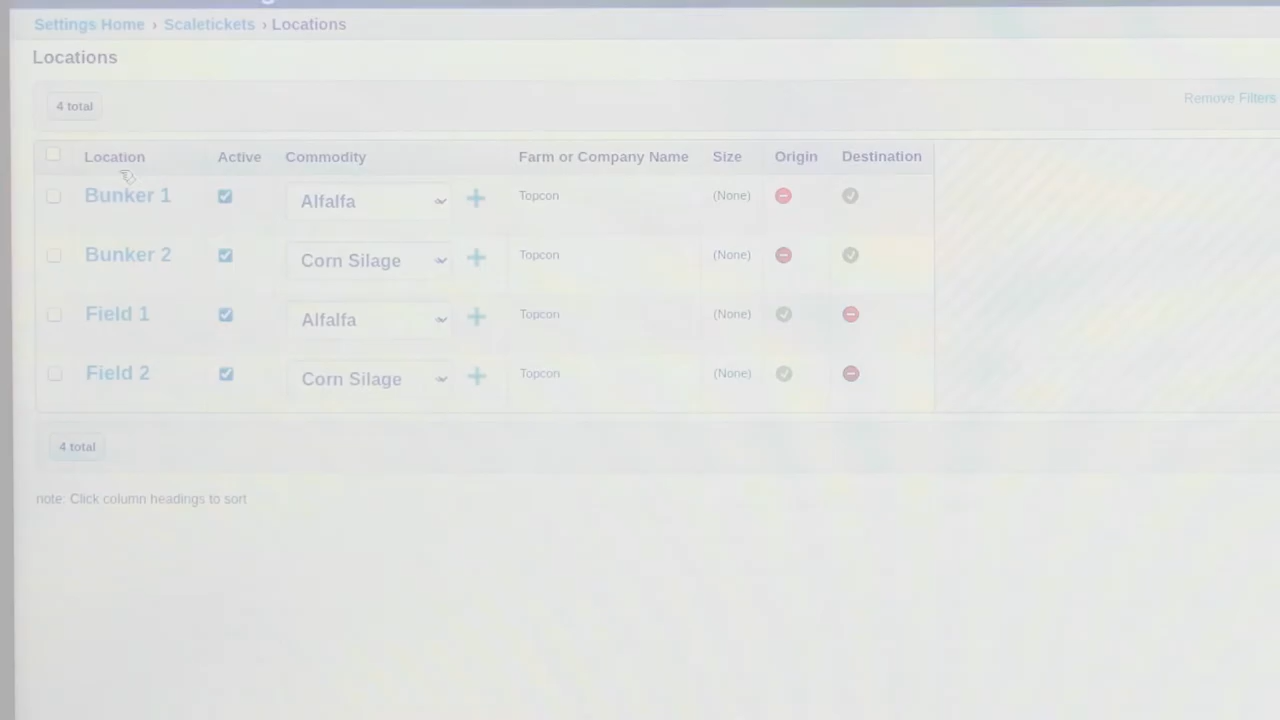 Settings Home › Scaletickets › Locations
Locations
4 total
Remove Filters
Location Active Commodity Farm or Company Name Size Origin Destination
Bunker 1 Alfalfa Topcon (None)
Bunker 2 Corn Silage Topcon (None)
Field 1 Alfalfa Topcon (None)
Field 2 Corn Silage Topcon (None)
4 total
note: Click column headings to sort